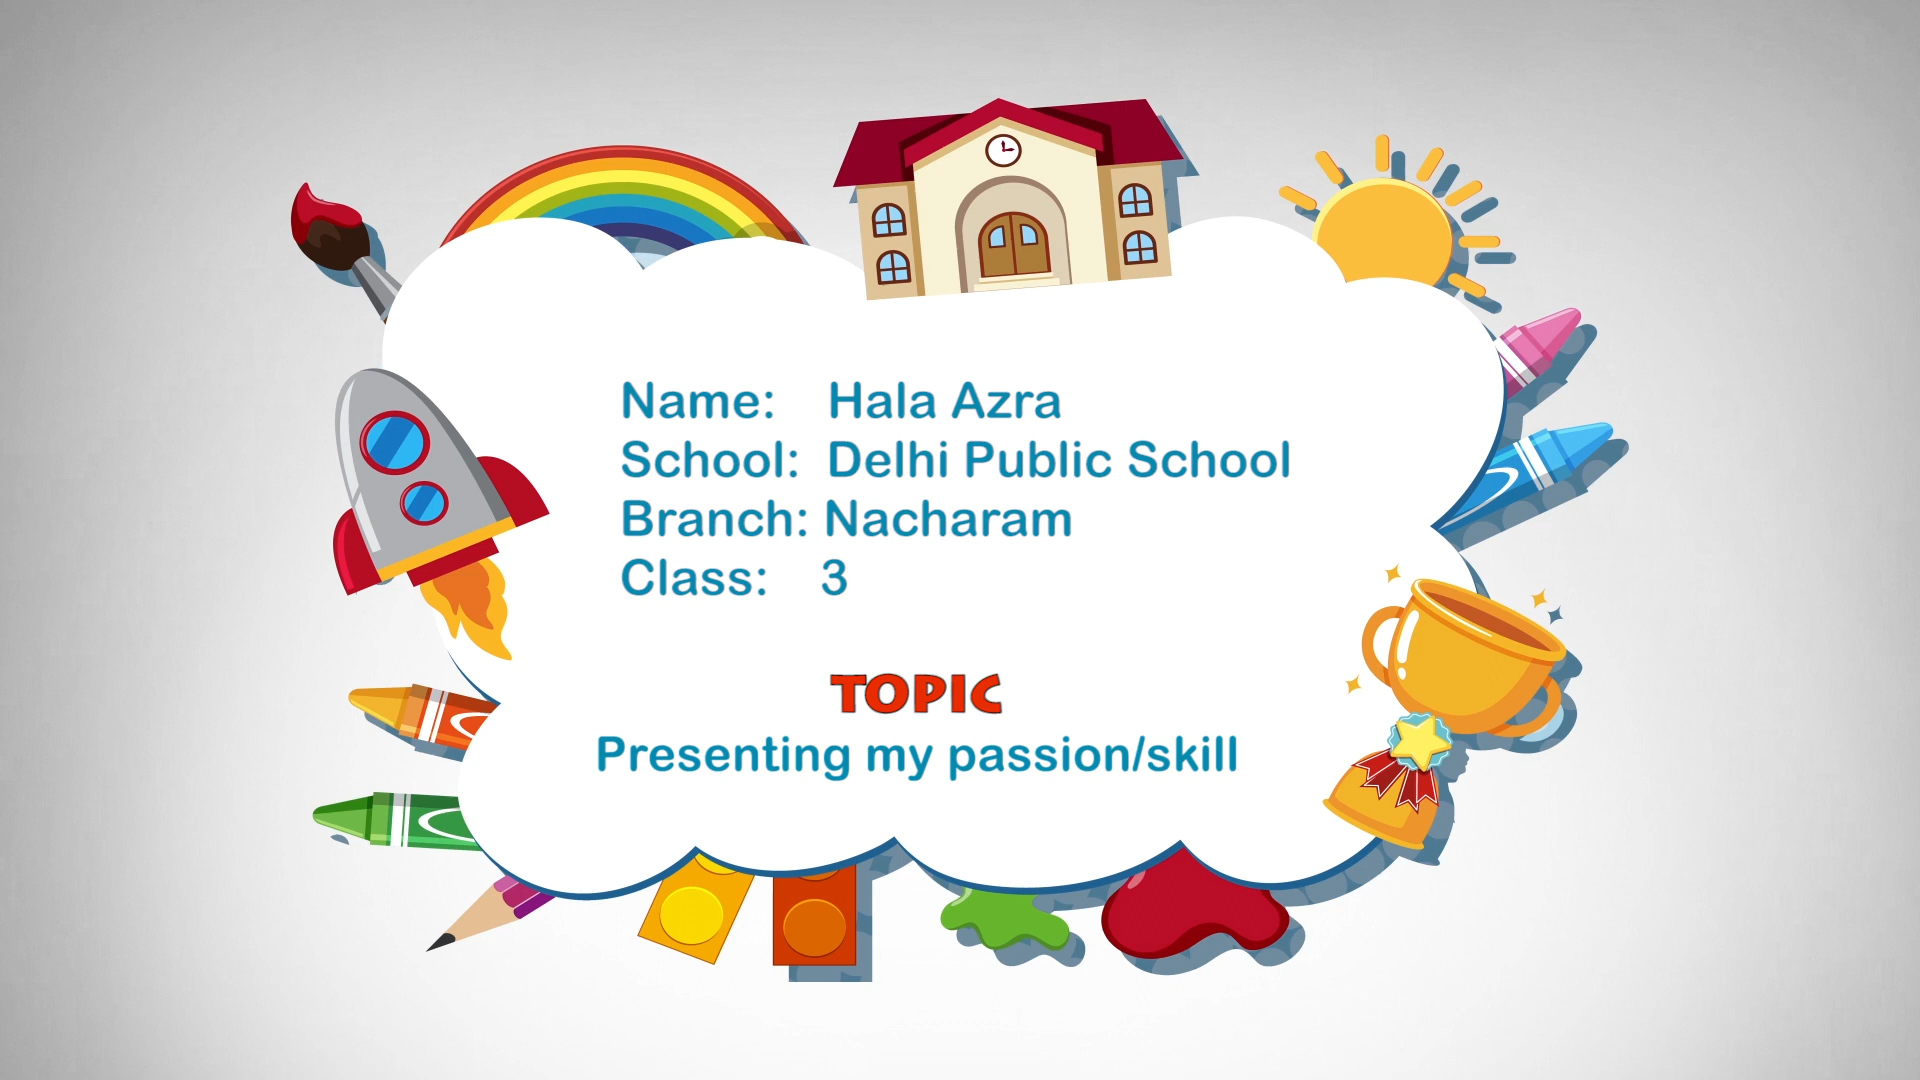 Name: Hala Azra
School: Delhi Public School
Branch: Nacharam
Class: 3
TOPIC
Presenting my passion/skill